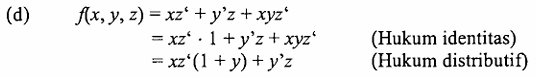 (d) f(x, y, z) = xz‘ + y’z + xyz‘
= xz‘ · 1 + y’z + xyz‘ (Hukum identitas)
= xz‘(1 + y) + y’z (Hukum distributif)